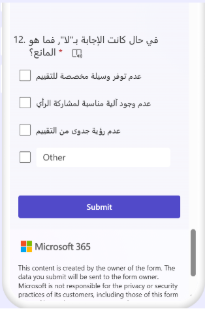 12. في حال كانت الإجابة بـ"لا", فما هو
المانع؟ *
عدم توفر وسيلة مخصصة للتقييم
عدم وجود آلية مناسبة لمشاركة الرأي
عدم رؤية جدوى من التقييم
Other
Submit
Microsoft 365
This content is created by the owner of the form. The
data you submit will be sent to the form owner.
Microsoft is not responsible for the privacy or security
practices of its customers, including those of this form